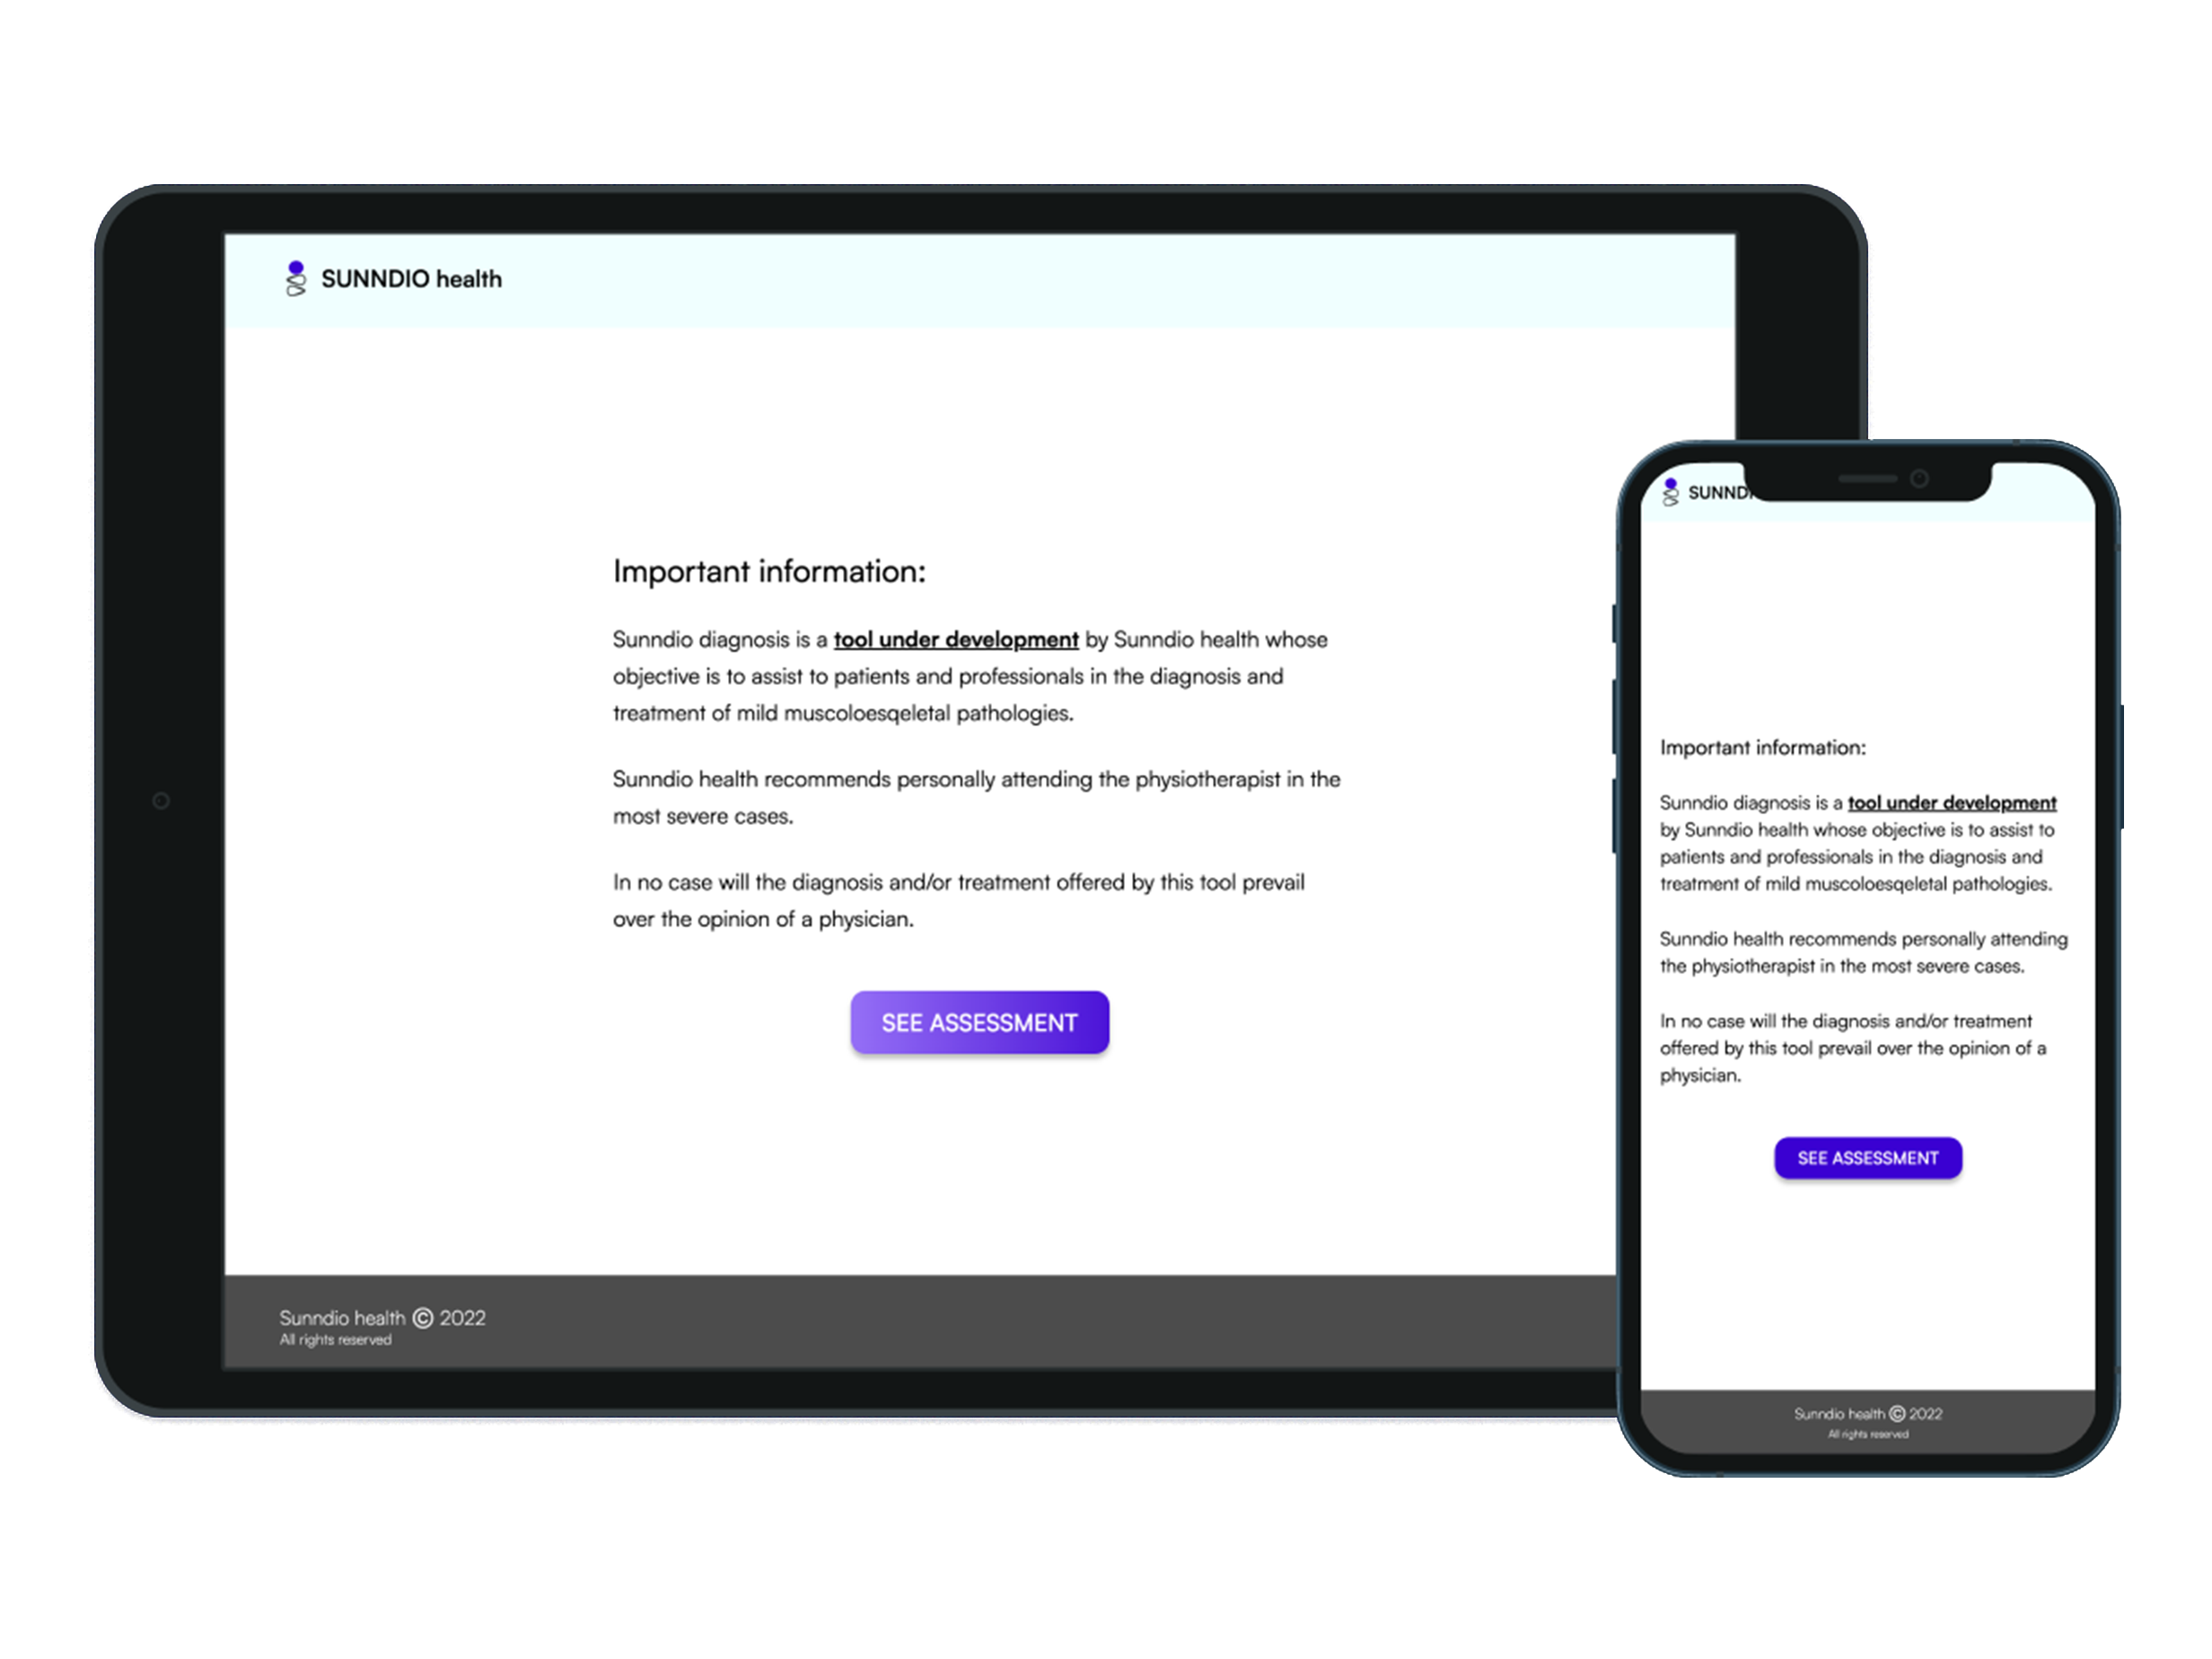 SUNNDIO health
Important information:
Sunndio diagnosis is a tool under development by Sunndio health whose
objective is to assist to patients and professionals in the diagnosis and
treatment of mild muscoloesqeletal pathologies.
Sunndio health recommends personally attending the physiotherapist in the
most severe cases.
In no case will the diagnosis and/or treatment offered by this tool prevail
over the opinion of a physician.
SEE ASSESSMENT
Sunndio health © 2022
All rights reserved
Important information:
Sunndio diagnosis is a tool under development
by Sunndio health whose objective is to assist to
patients and professionals in the diagnosis and
treatment of mild muscoloesqeletal pathologies.
Sunndio health recommends personally attending
the physiotherapist in the most severe cases.
In no case will the diagnosis and/or treatment
offered by this tool prevail over the opinion of a
physician.
SEE ASSESSMENT
Sunndio health © 2022
All rights reserved